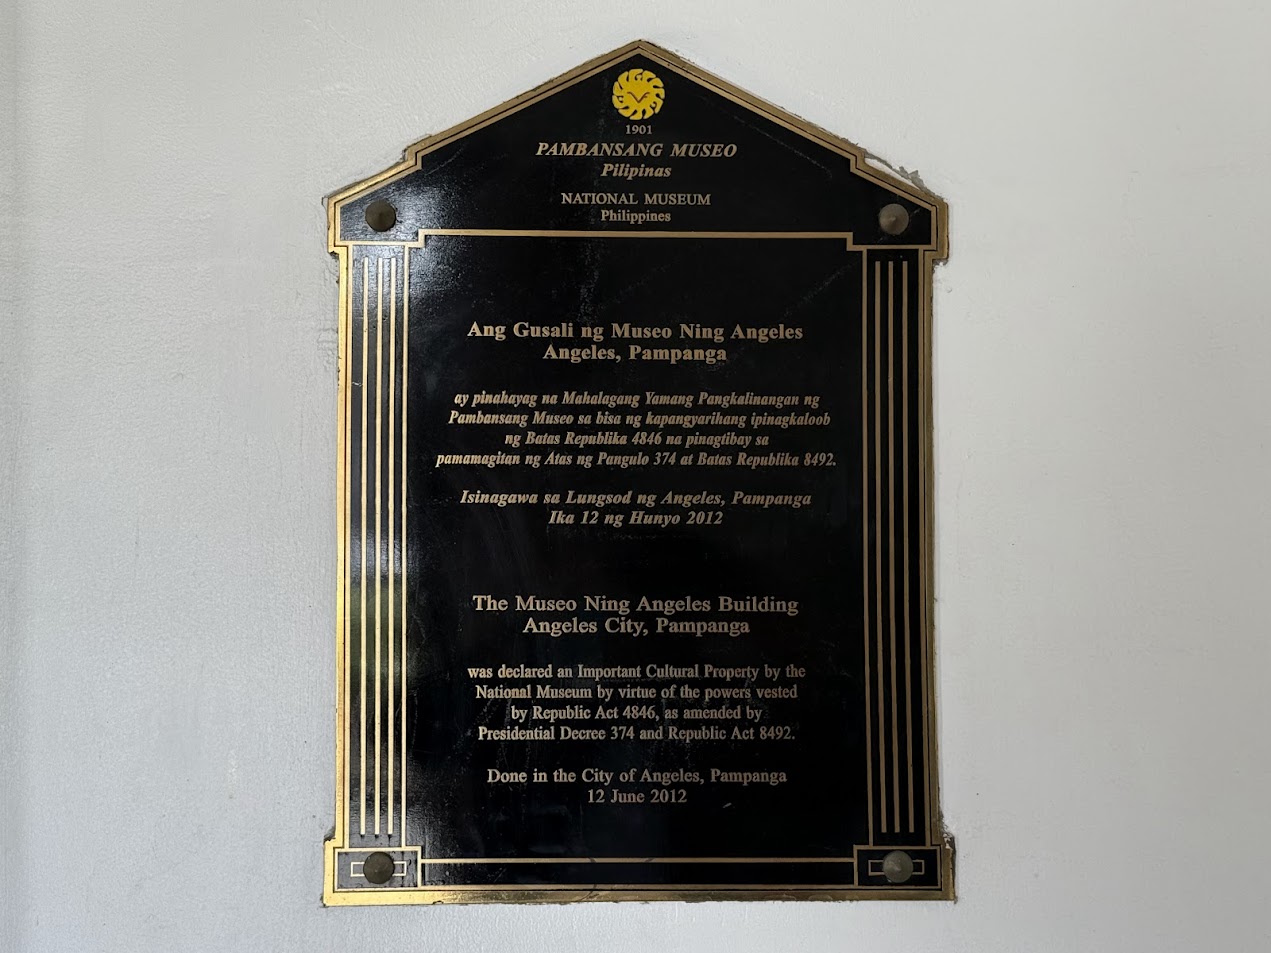 1901
PAMBANSANG MUSEO
Pilipinas
NATIONAL MUSEUM
Philippines
Ang Gusali ng Museo Ning Angeles
Angeles, Pampanga
ay pinahayag na Mahalagang Yamang Pangkalinangan ng
Pambansang Museo sa bisa ng kapangyarihang ipinagkaloob
ng Batas Republika 4846 na pinagtibay sa
pamamagitan ng Atas ng Pangulo 374 at Batas Republika 8492.
Isinagawa sa Lungsod ng Angeles, Pampanga
Ika 12 ng Hunyo 2012
The Museo Ning Angeles Building
Angeles City, Pampanga
was declared an Important Cultural Property by the
National Museum by virtue of the powers vested
by Republic Act 4846, as amended by
Presidential Decree 374 and Republic Act 8492.
Done in the City of Angeles, Pampanga
12 June 2012